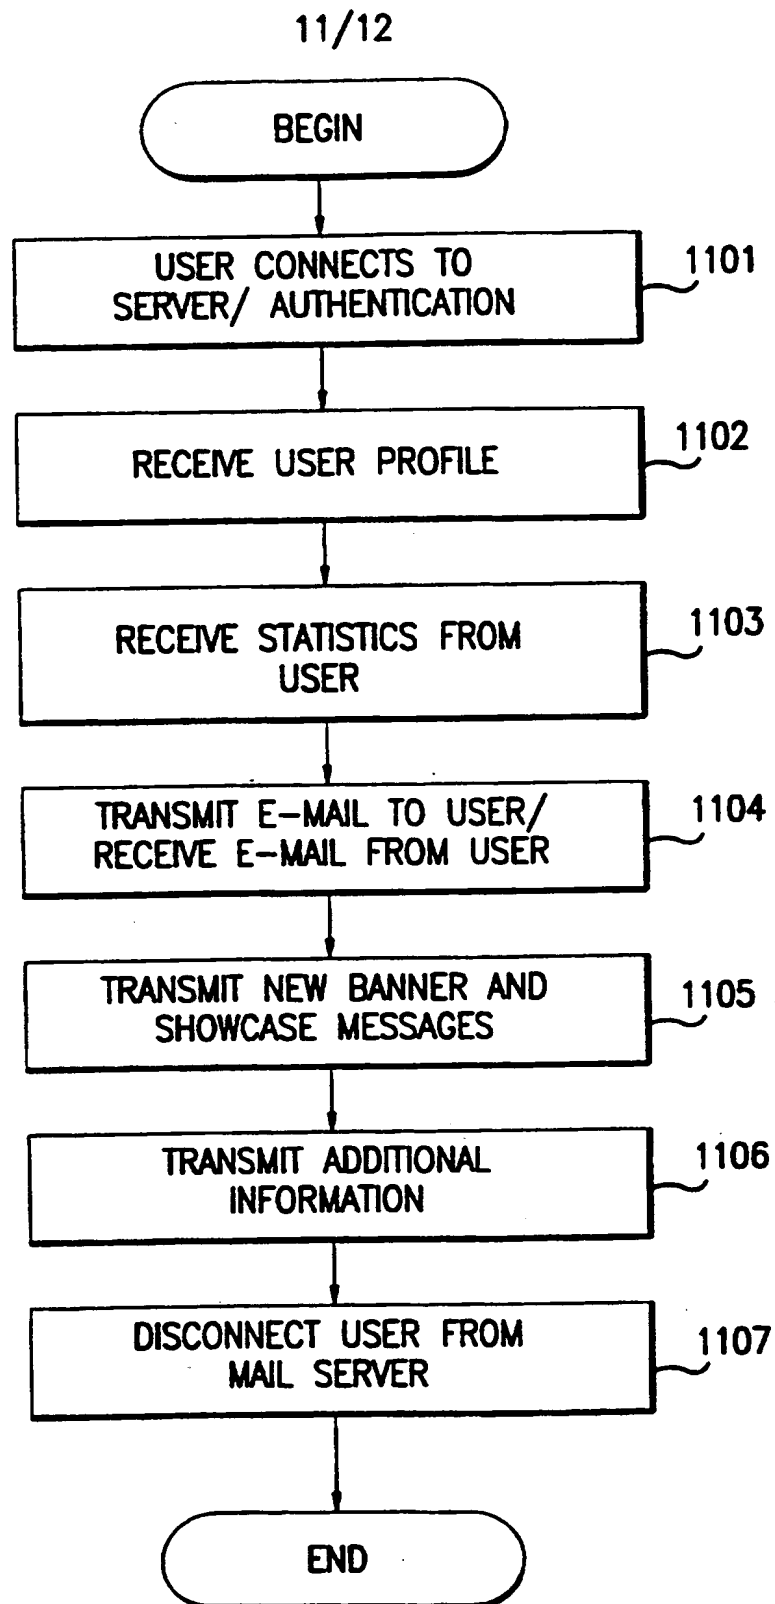 11/12
BEGIN
USER CONNECTS TO
SERVER/ AUTHENTICATION
1101
RECEIVE USER PROFILE
1102
RECEIVE STATISTICS FROM
USER
1103
TRANSMIT E-MAIL TO USER/
RECEIVE E-MAIL FROM USER
1104
TRANSMIT NEW BANNER AND
SHOWCASE MESSAGES
1105
TRANSMIT ADDITIONAL
INFORMATION
1106
DISCONNECT USER FROM
MAIL SERVER
1107
END